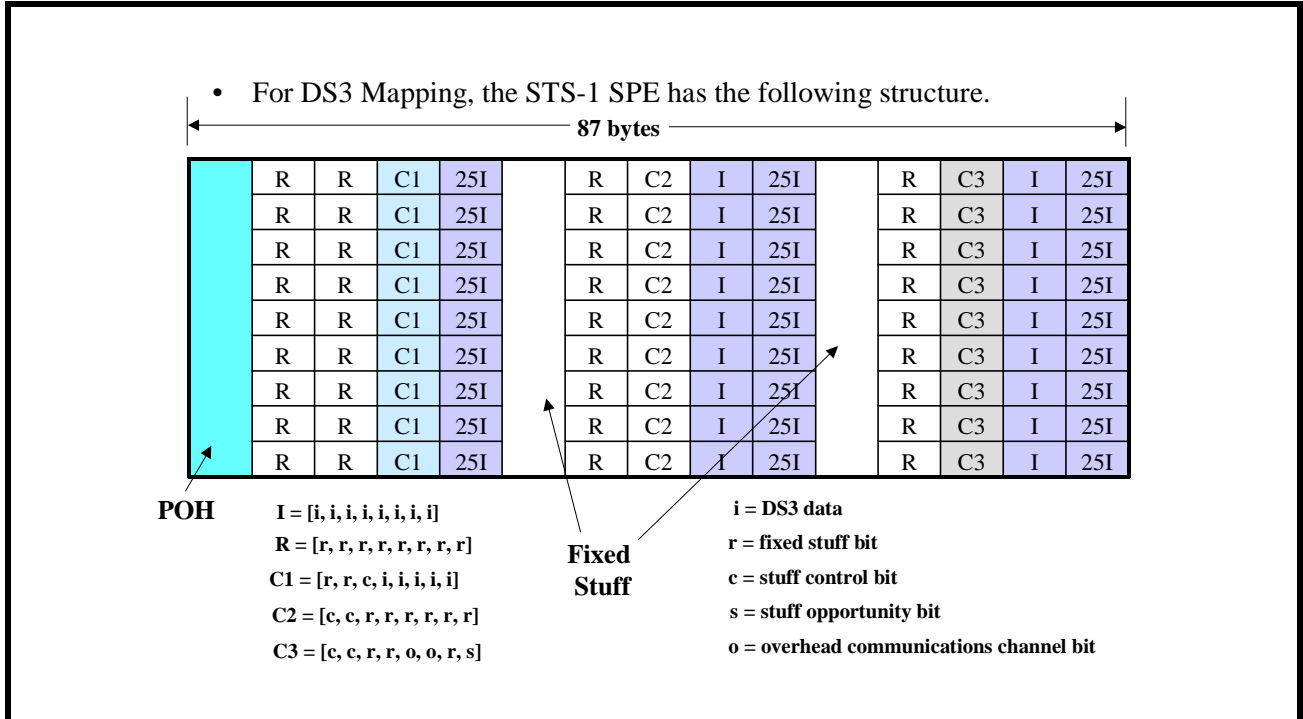 • For DS3 Mapping, the STS-1 SPE has the following structure.
87 bytes
R R C1 25I R C2 I 25I R C3 I 25I
R R C1 25I R C2 I 25I R C3 I 25I
R R C1 25I R C2 I 25I R C3 I 25I
R R C1 25I R C2 I 25I R C3 I 25I
R R C1 25I R C2 I 25I R C3 I 25I
R R C1 25I R C2 I 25I R C3 I 25I
R R C1 25I R C2 I 25I R C3 I 25I
R R C1 25I R C2 I 25I R C3 I 25I
R R C1 25I R C2 I 25I R C3 I 25I
POH
I = [i, i, i, i, i, i, i, i]
R = [r, r, r, r, r, r, r, r]
C1 = [r, r, c, i, i, i, i, i]
C2 = [c, c, r, r, r, r, r, r]
C3 = [c, c, r, r, o, o, r, s]
Fixed
Stuff
i = DS3 data
r = fixed stuff bit
c = stuff control bit
s = stuff opportunity bit
o = overhead communications channel bit